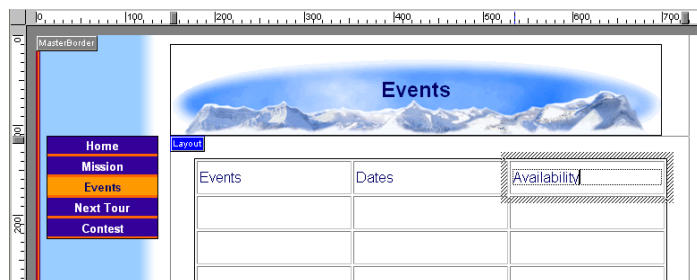 0 100 200 300 400 500 600 700
MasterBorder
Events
0
Home
Layout
Mission
Events Dates Availability
Events
Next Tour
200
Contest